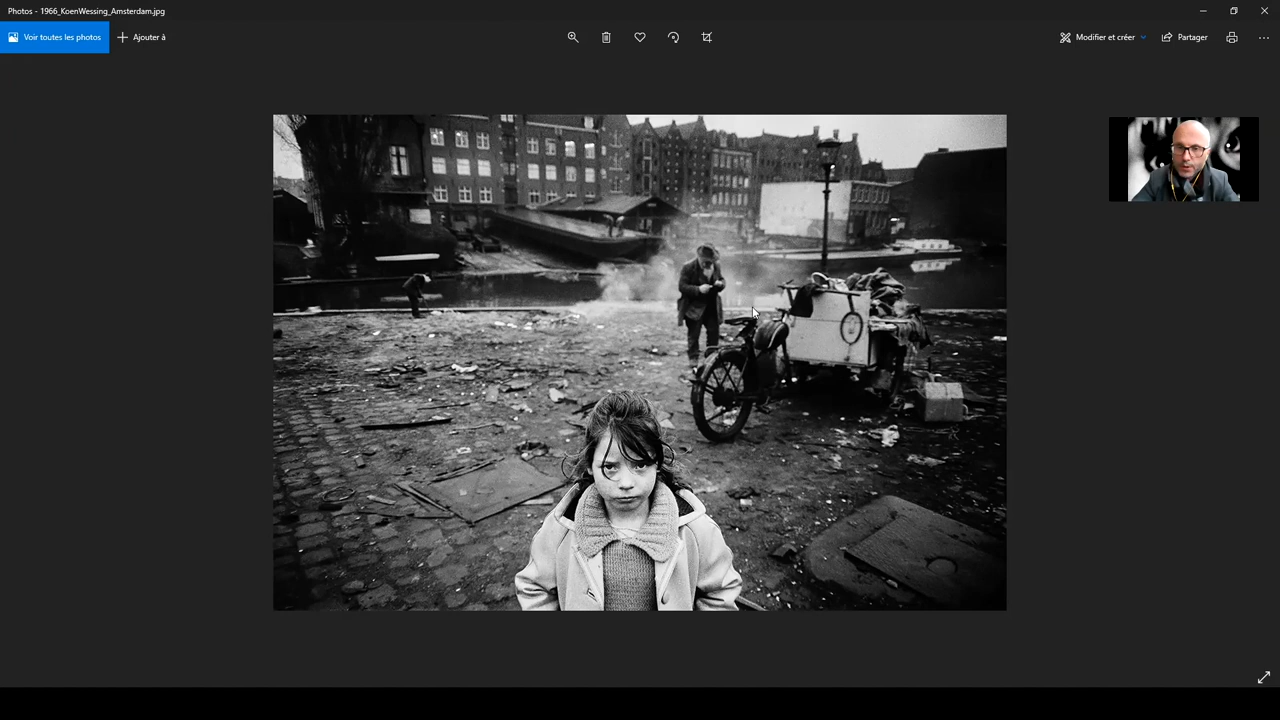 Photos - 1966_KoenWessing_Amsterdam.jpg
Voir toutes les photos
Ajouter à
Modifier et créer
Partager